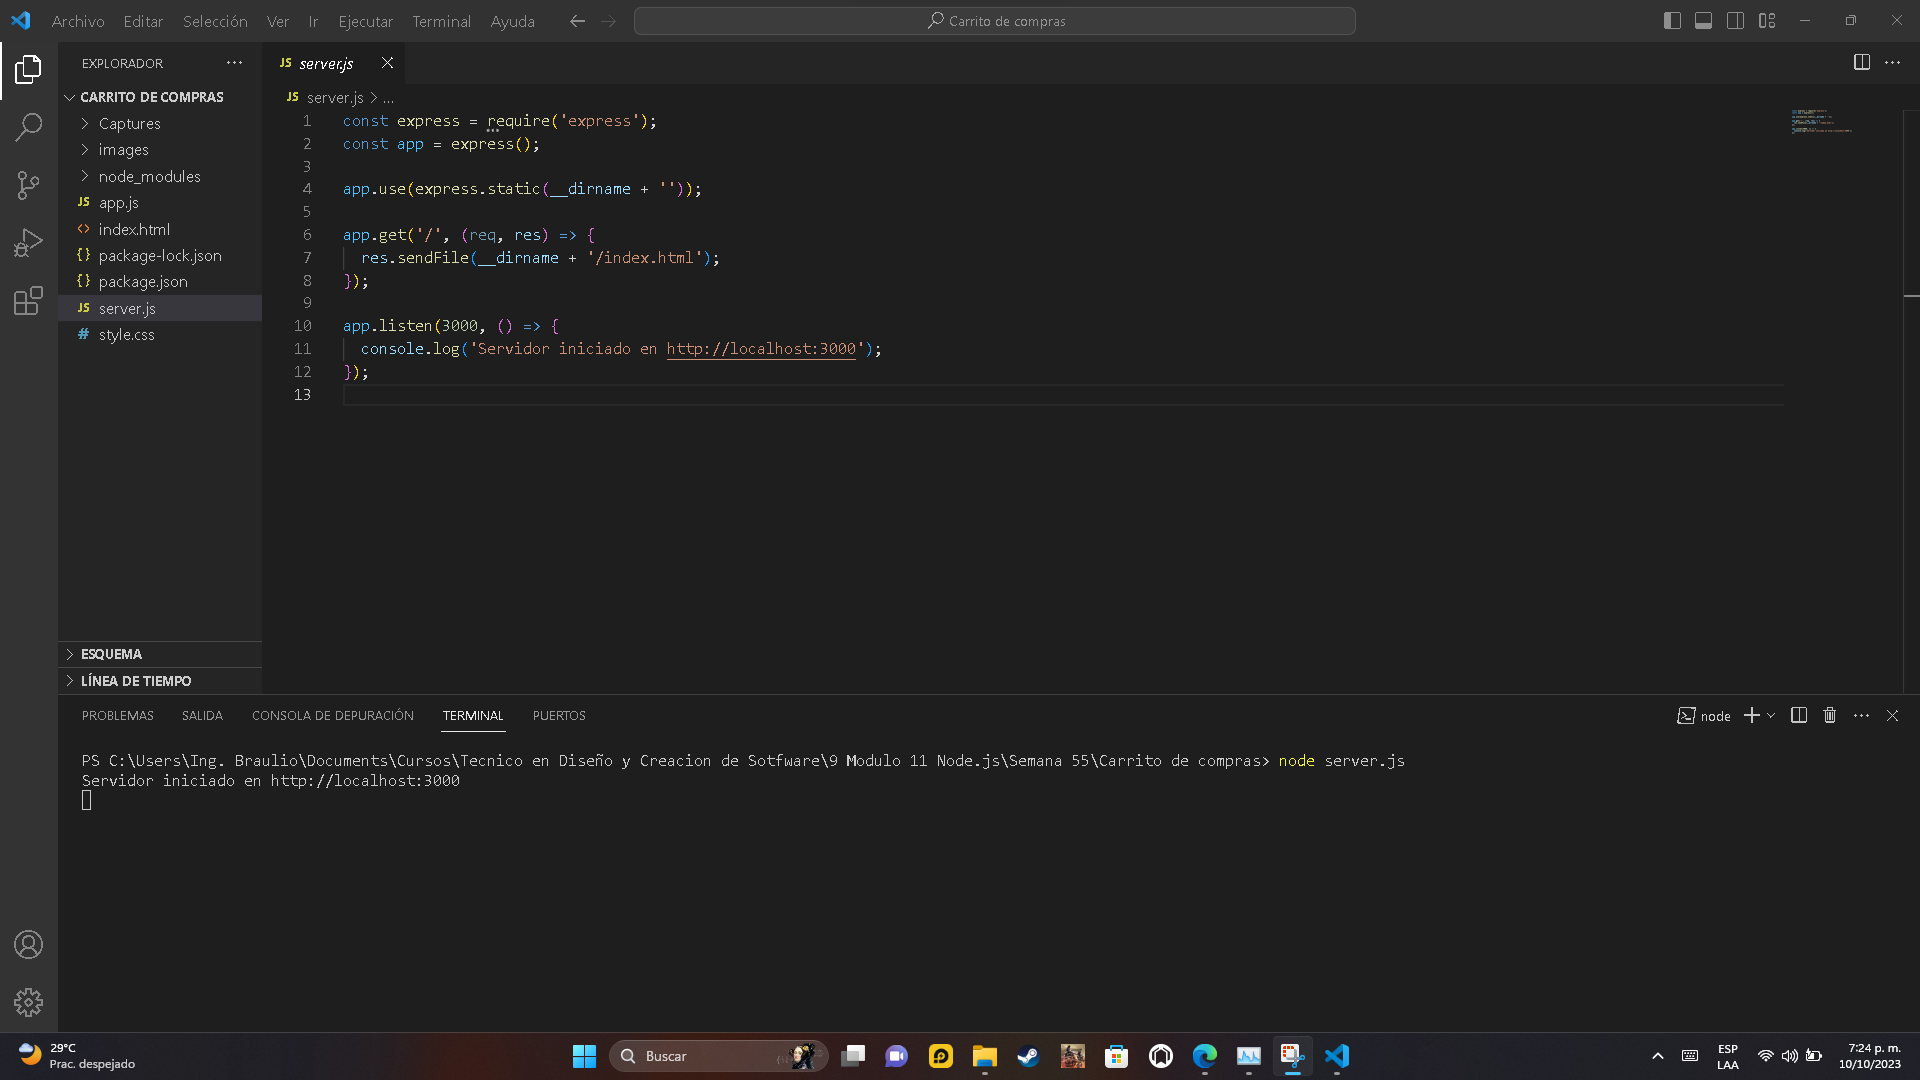 Archivo Editar Selección Ver Ir Ejecutar Terminal Ayuda Carrito de compras
EXPLORADOR
CARRITO DE COMPRAS
Captures
images
node_modules
JS app.js
<> index.html
{} package-lock.json
{} package.json
JS server.js
# style.css
ESQUEMA
LÍNEA DE TIEMPO
JS server.js
JS server.js > ...
1 const express = require('express');
2 const app = express();
3
4 app.use(express.static(__dirname + ''));
5
6 app.get('/', (req, res) => {
7 res.sendFile(__dirname + '/index.html');
8 });
9
10 app.listen(3000, () => {
11 console.log('Servidor iniciado en http://localhost:3000');
12 });
13
PROBLEMAS SALIDA CONSOLA DE DEPURACIÓN TERMINAL PUERTOS node
PS C:\Users\Ing. Braulio\Documents\Cursos\Tecnico en Diseño y Creacion de Sotfware\9 Modulo 11 Node.js\Semana 55\Carrito de compras> node server.js
Servidor iniciado en http://localhost:3000
29°C
Prac. despejado
Buscar
ESP
LAA
7:24 p. m.
10/10/2023